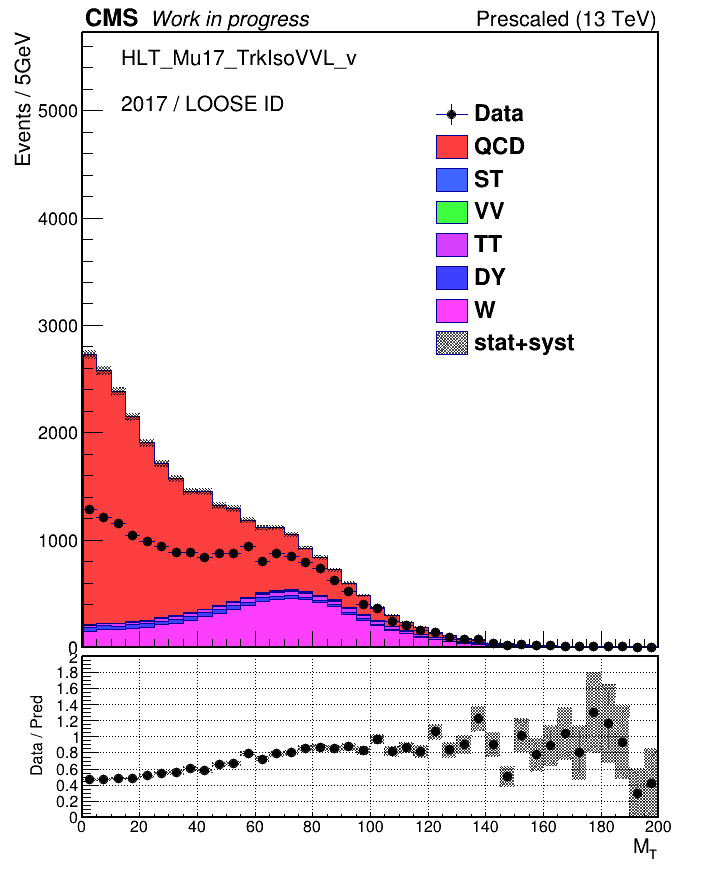 CMS Work in progress Prescaled (13 TeV)
Events / 5GeV
HLT_Mu17_TrkIsoVVL_v
2017 / LOOSE ID
Data
QCD
ST
VV
TT
DY
W
stat+syst
5000
4000
3000
2000
1000
0
Data / Pred
2
1.8
1.6
1.4
1.2
1
0.8
0.6
0.4
0.2
0
0 20 40 60 80 100 120 140 160 180 200
M_T